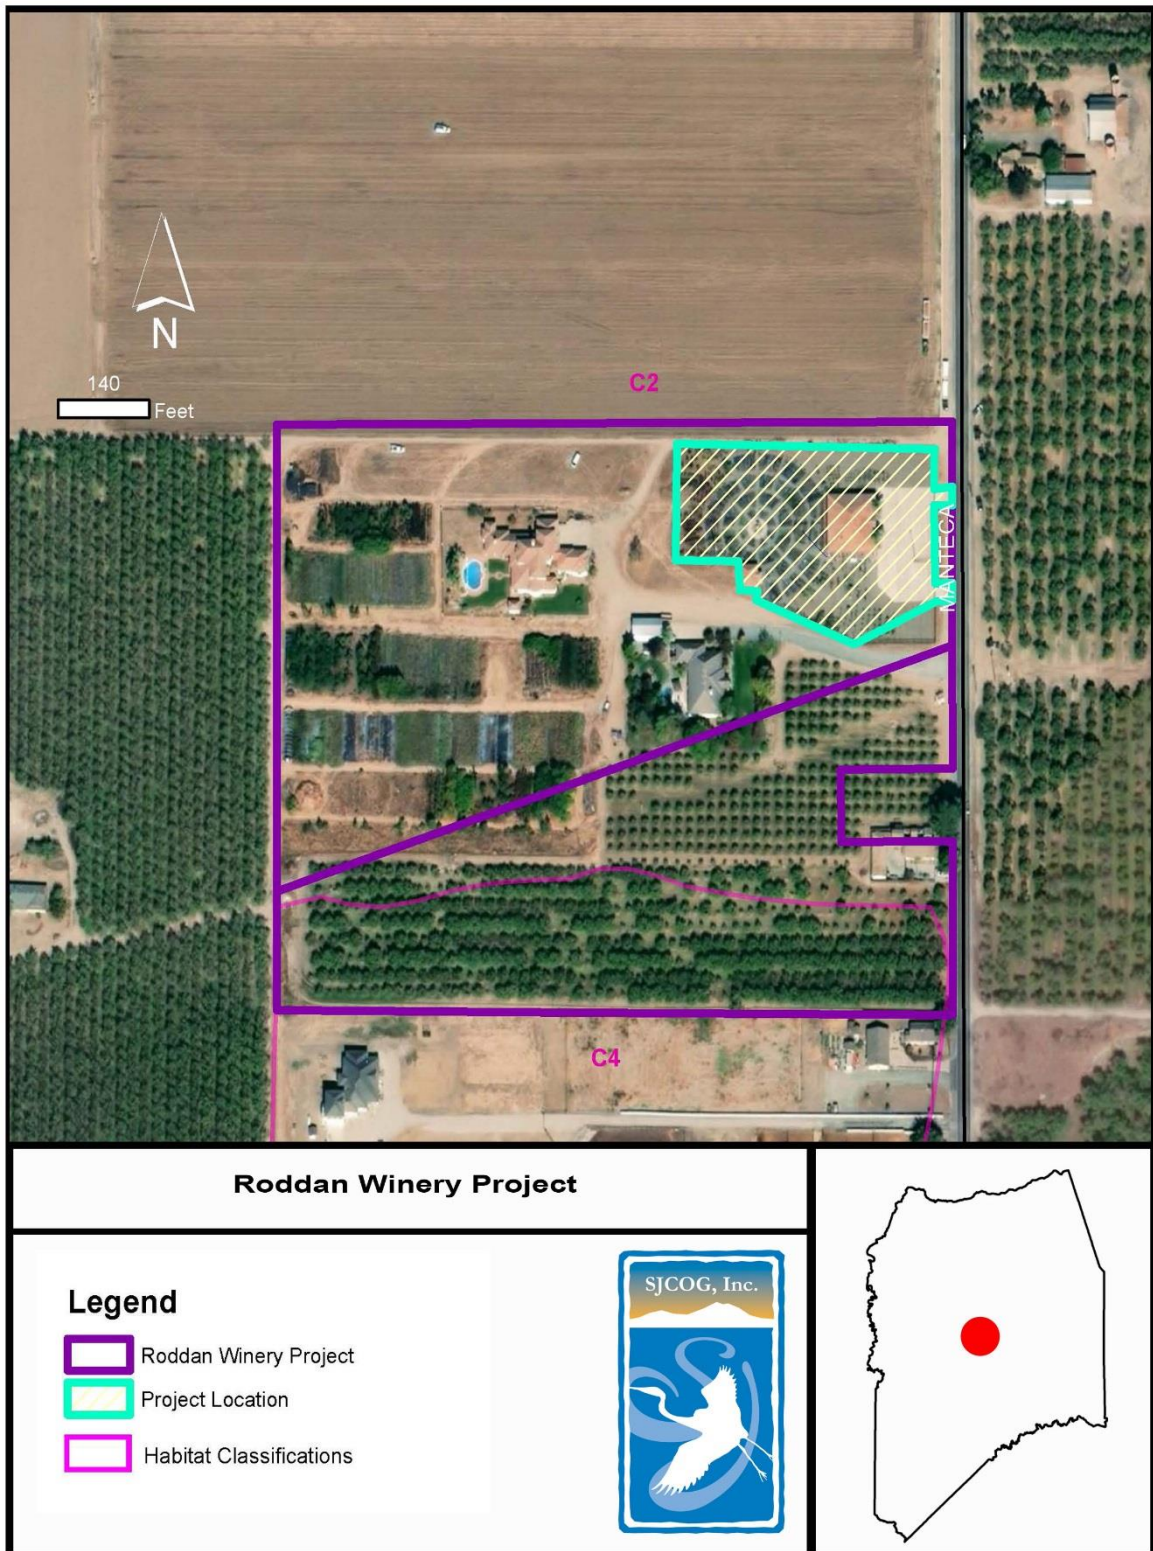 N
140
Feet
C2
MANTECA
C4
Roddan Winery Project
Legend
Roddan Winery Project
Project Location
Habitat Classifications
SJCOG, Inc.